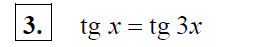 3. tg x = tg 3x